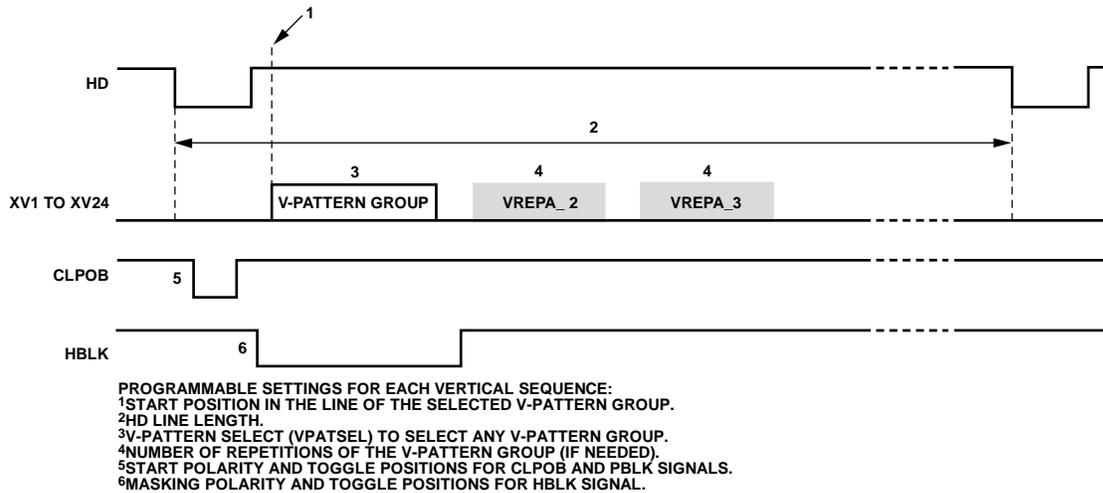 1
HD
2
3
4
4
XV1 TO XV24
V-PATTERN GROUP
VREPA_ 2
VREPA_3
CLPOB
5
HBLK
6
PROGRAMMABLE SETTINGS FOR EACH VERTICAL SEQUENCE:
1START POSITION IN THE LINE OF THE SELECTED V-PATTERN GROUP.
2HD LINE LENGTH.
3V-PATTERN SELECT (VPATSEL) TO SELECT ANY V-PATTERN GROUP.
4NUMBER OF REPETITIONS OF THE V-PATTERN GROUP (IF NEEDED).
5START POLARITY AND TOGGLE POSITIONS FOR CLPOB AND PBLK SIGNALS.
6MASKING POLARITY AND TOGGLE POSITIONS FOR HBLK SIGNAL.